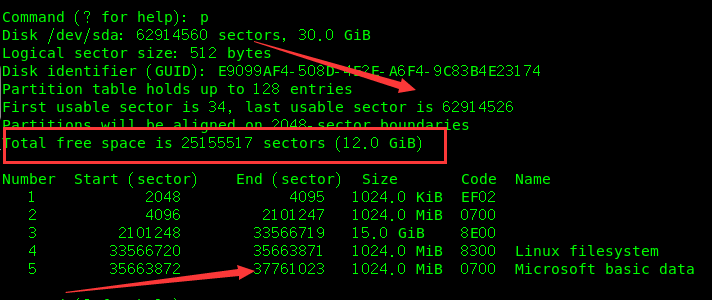 Command (? for help): p
Disk /dev/sda: 62914560 sectors, 30.0 GiB
Logical sector size: 512 bytes
Disk identifier (GUID): E9099AF4-508D-4E2F-A6F4-9C83B4E23174
Partition table holds up to 128 entries
First usable sector is 34, last usable sector is 62914526
Partitions will be aligned on 2048-sector boundaries
Total free space is 25155517 sectors (12.0 GiB)
Number Start (sector) End (sector) Size Code Name
1 2048 4095 1024.0 KiB EF02
2 4096 2101247 1024.0 MiB 0700
3 2101248 33566719 15.0 GiB 8E00
4 33566720 35663871 1024.0 MiB 8300 Linux filesystem
5 35663872 37761023 1024.0 MiB 0700 Microsoft basic data